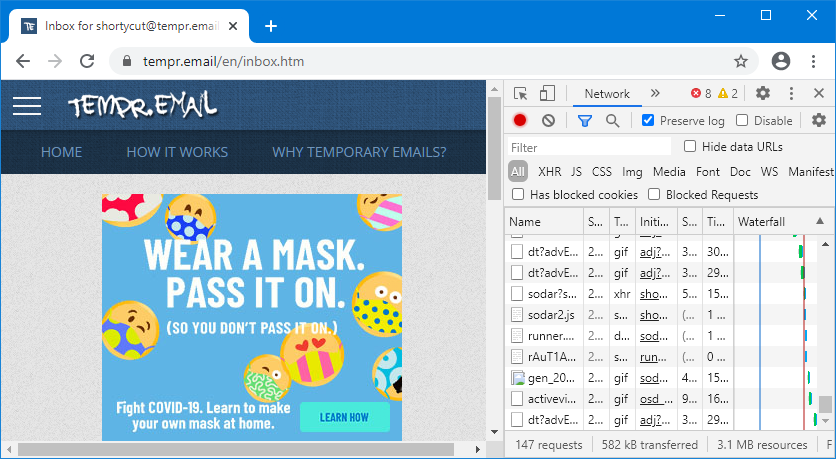 Inbox for shortycut@tempr.email
tempr.email/en/inbox.htm
TEMPR.EMAIL
HOME HOW IT WORKS WHY TEMPORARY EMAILS?
WEAR A MASK.
PASS IT ON.
(SO YOU DON'T PASS IT ON.)
Fight COVID-19. Learn to make
your own mask at home.
LEARN HOW
Network 8 2
Preserve log Disable
Filter Hide data URLs
All XHR JS CSS Img Media Font Doc WS Manifest
Has blocked cookies Blocked Requests
Name S... T... Initi... S... Ti... Waterfall
dt?advE... 2... gif adj?... 3... 30...
dt?advE... 2... gif adj?... 3... 29...
sodar?s... 2... xhr sho... 5... 15...
sodar2.js 2... s... sho... (... 1 ...
runner.... 2... d... sod... (... 1 ...
rAuT1A... 2... s... run... (... 0 ...
gen_20... 2... gif sod... 4... 15...
activevi... 2... gif osd_... 9... 16...
dt?advE... 2... gif adj?... 3... 29...
147 requests 582 kB transferred 3.1 MB resources F